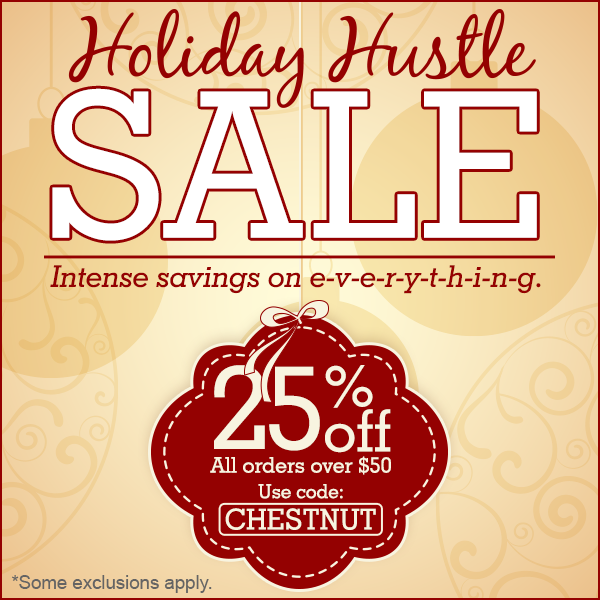 Holiday Hustle
SALE
Intense savings on e-v-e-r-y-t-h-i-n-g.
25% off
All orders over $50
Use code:
CHESTNUT
*Some exclusions apply.